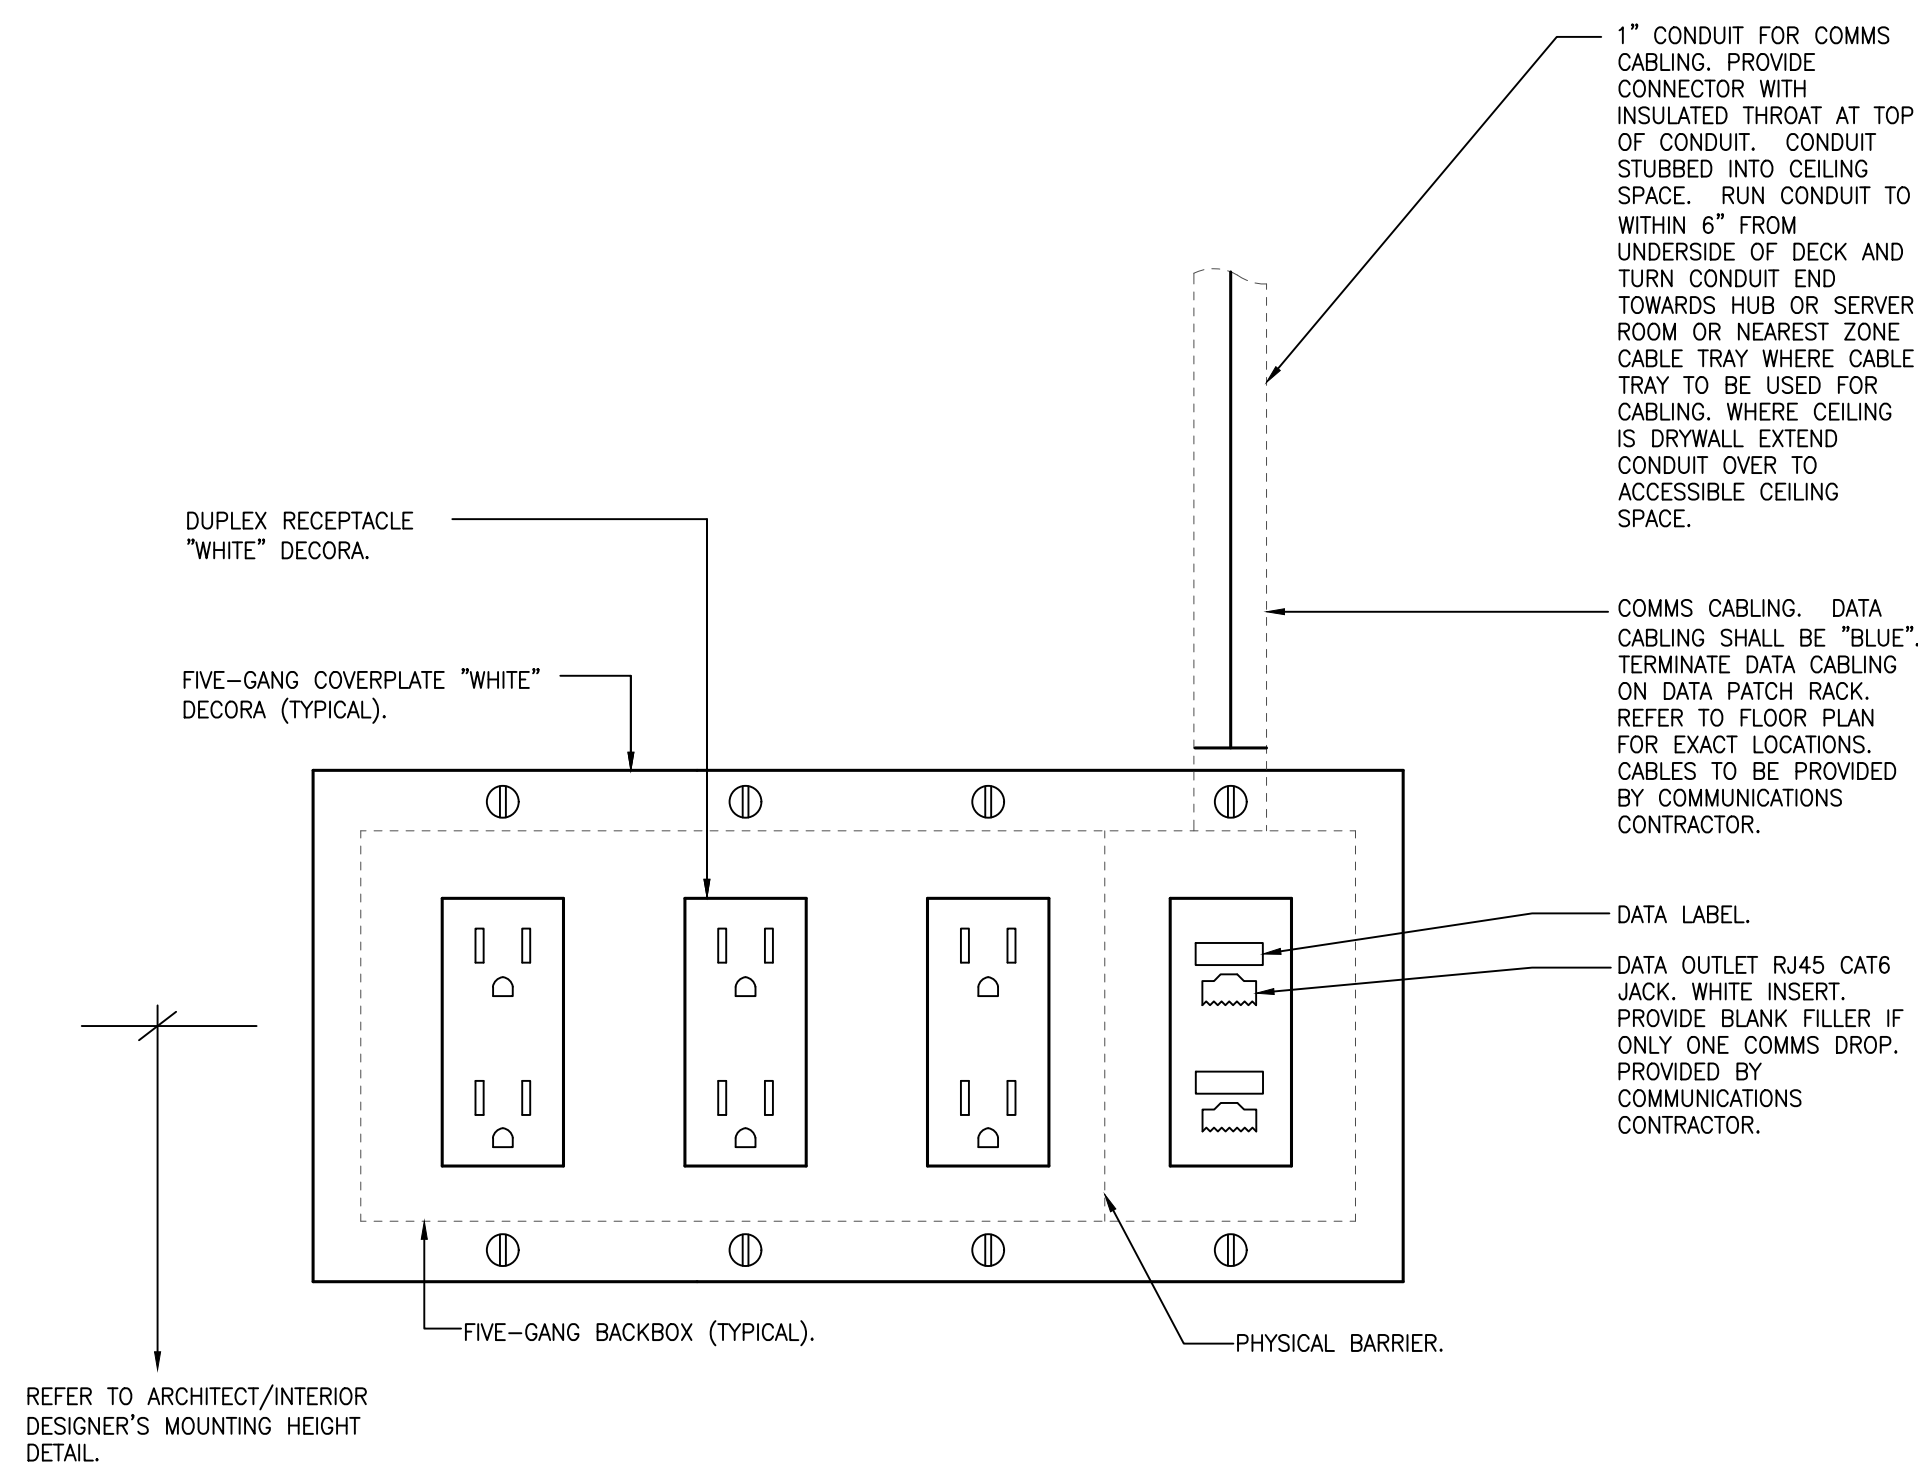 1” CONDUIT FOR COMMS
CABLING. PROVIDE
CONNECTOR WITH
INSULATED THROAT AT TOP
OF CONDUIT. CONDUIT
STUBBED INTO CEILING
SPACE. RUN CONDUIT TO
WITHIN 6” FROM
UNDERSIDE OF DECK AND
TURN CONDUIT END
TOWARDS HUB OR SERVER
ROOM OR NEAREST ZONE
CABLE TRAY WHERE CABLE
TRAY TO BE USED FOR
CABLING. WHERE CEILING
IS DRYWALL EXTEND
CONDUIT OVER TO
ACCESSIBLE CEILING
SPACE.
DUPLEX RECEPTACLE
”WHITE” DECORA.
FIVE–GANG COVERPLATE ”WHITE”
DECORA (TYPICAL).
COMMS CABLING. DATA
CABLING SHALL BE ”BLUE”.
TERMINATE DATA CABLING
ON DATA PATCH RACK.
REFER TO FLOOR PLAN
FOR EXACT LOCATIONS.
CABLES TO BE PROVIDED
BY COMMUNICATIONS
CONTRACTOR.
DATA LABEL.
DATA OUTLET RJ45 CAT6
JACK. WHITE INSERT.
PROVIDE BLANK FILLER IF
ONLY ONE COMMS DROP.
PROVIDED BY
COMMUNICATIONS
CONTRACTOR.
FIVE–GANG BACKBOX (TYPICAL).
PHYSICAL BARRIER.
REFER TO ARCHITECT/INTERIOR
DESIGNER’S MOUNTING HEIGHT
DETAIL.